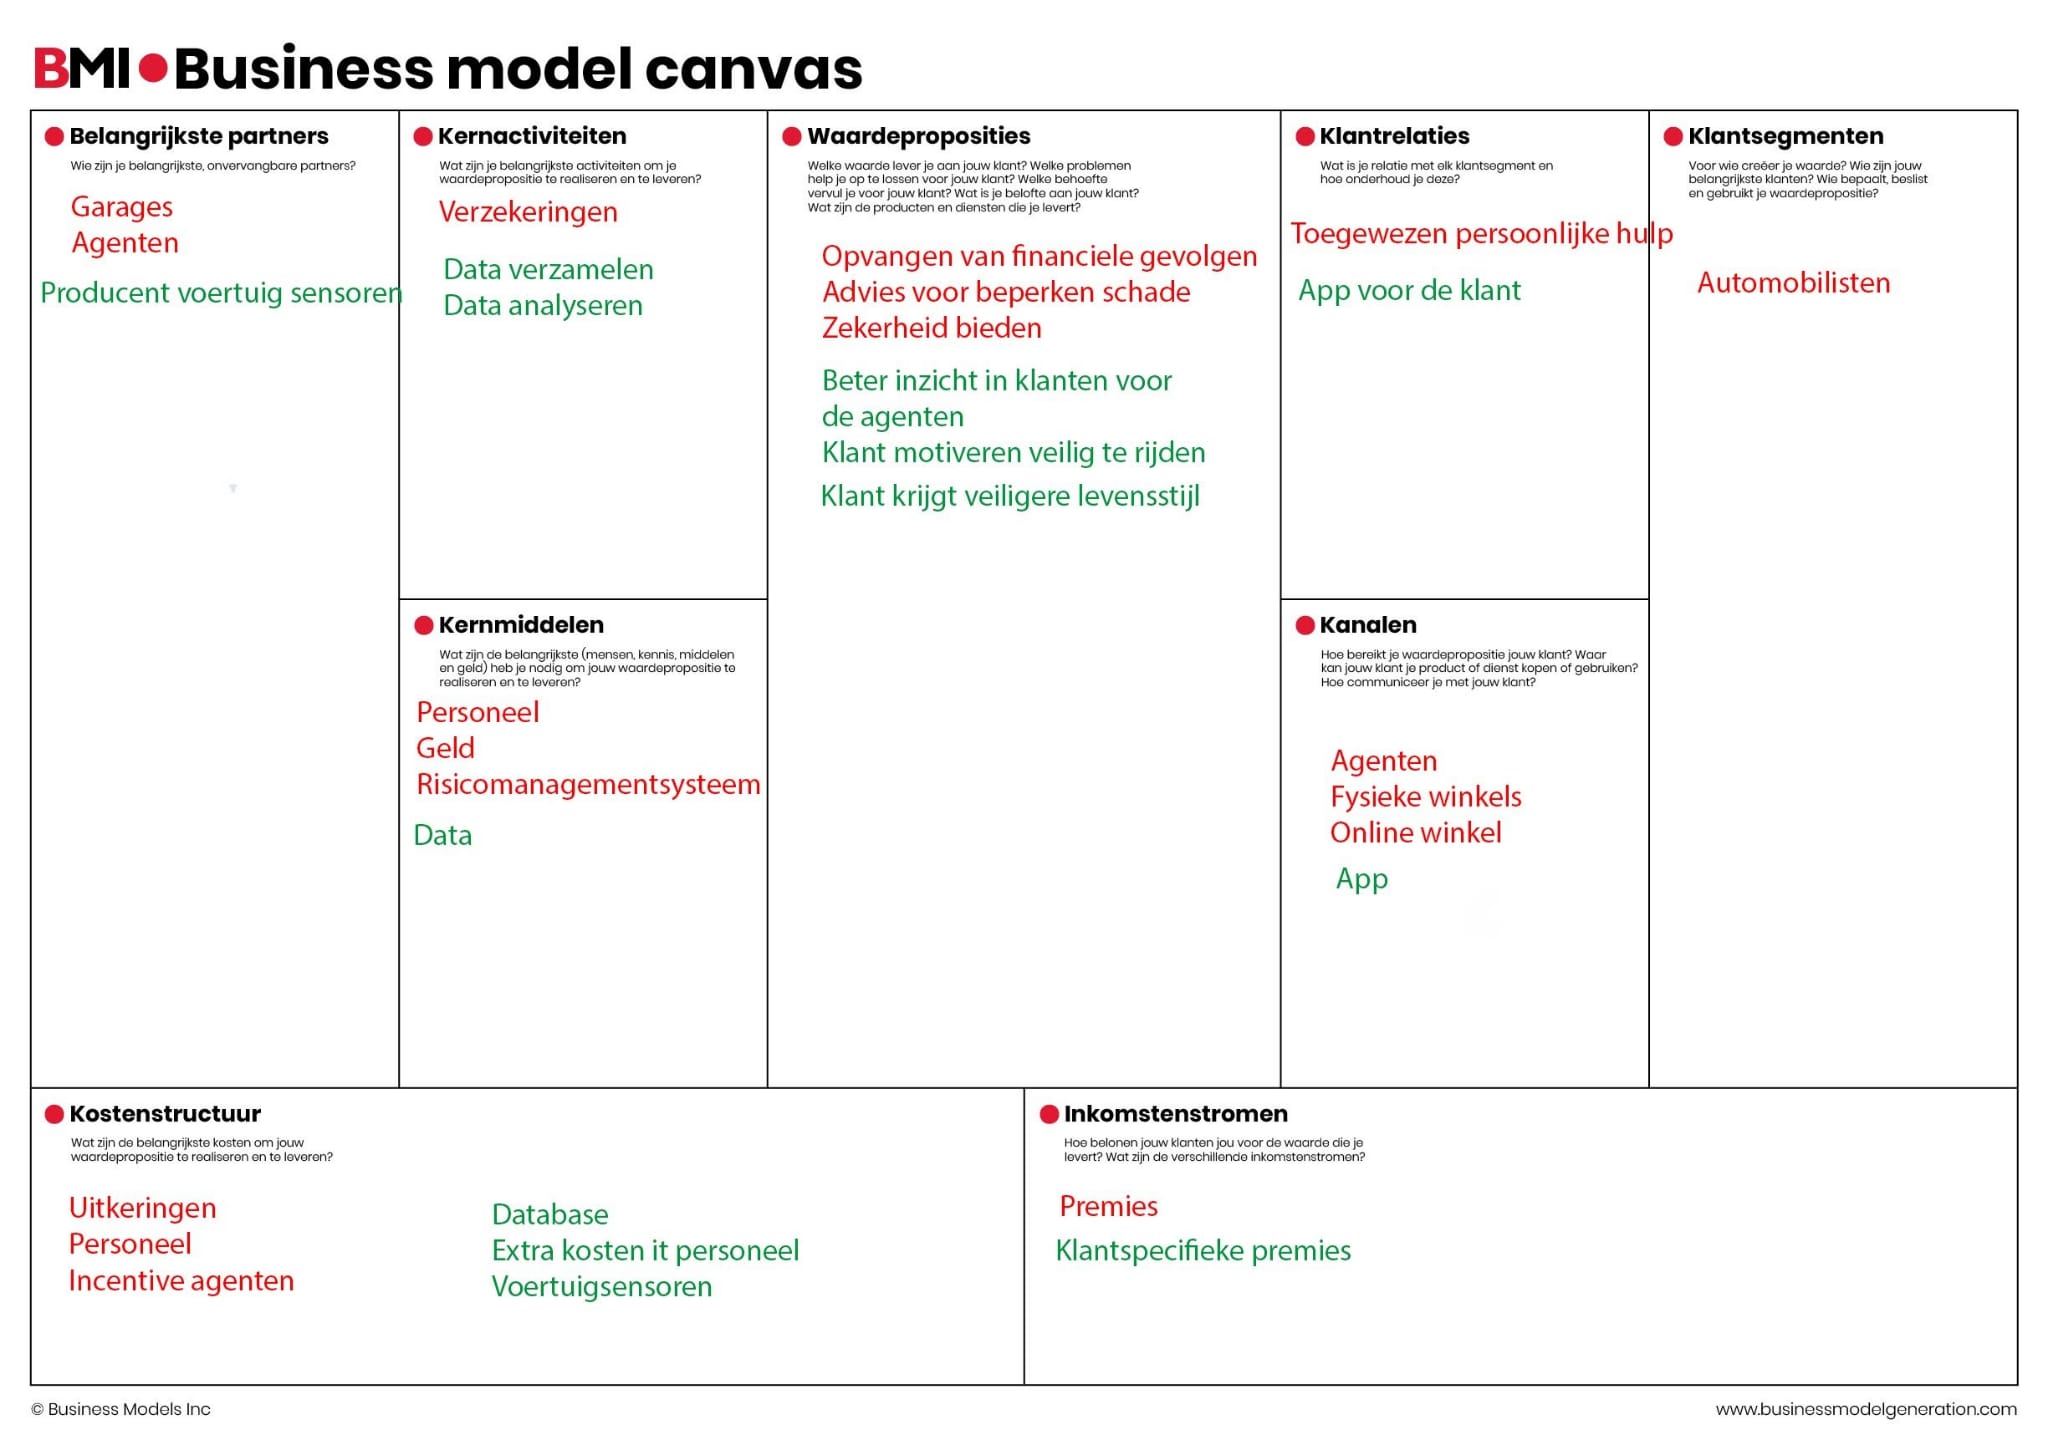 BMI Business model canvas
Belangrijkste partners
Wie zijn je belangrijkste, onvervangbare partners?
Garages
Agenten
Producent voertuig sensoren
Kernactiviteiten
Wat zijn je belangrijkste activiteiten om je
waardepropositie te realiseren en te leveren?
Verzekeringen
Data verzamelen
Data analyseren
Kernmiddelen
Wat zijn de belangrijkste (mensen, kennis, middelen
en geld) heb je nodig om jouw waardepropositie te
realiseren en te leveren?
Personeel
Geld
Risicomanagementsysteem
Data
Waardeproposities
Welke waarde lever je aan jouw klant? Welke problemen
help je op te lossen voor jouw klant? Welke behoefte
vervul je voor jouw klant? Wat is je belofte aan jouw klant?
Wat zijn de producten en diensten die je levert?
Opvangen van financiele gevolgen
Advies voor beperken schade
Zekerheid bieden
Beter inzicht in klanten voor
de agenten
Klant motiveren veilig te rijden
Klant krijgt veiligere levensstijl
Klantrelaties
Wat is je relatie met elk klantsegment en
hoe onderhoud je deze?
Toegewezen persoonlijke hulp
App voor de klant
Kanalen
Hoe bereikt je waardepropositie jouw klant? Waar
kan jouw klant je product of dienst kopen of gebruiken?
Hoe communiceer je met jouw klant?
Agenten
Fysieke winkels
Online winkel
App
Klantsegmenten
Voor wie creëer je waarde? Wie zijn jouw
belangrijkste klanten? Wie bepaalt, beslist
en gebruikt je waardepropositie?
Automobilisten
Kostenstructuur
Wat zijn de belangrijkste kosten om jouw
waardepropositie te realiseren en te leveren?
Uitkeringen
Personeel
Incentive agenten
Database
Extra kosten it personeel
Voertuigsensoren
Inkomstenstromen
Hoe belonen jouw klanten jou voor de waarde die je
levert? Wat zijn de verschillende inkomstenstromen?
Premies
Klantspecifieke premies
© Business Models Inc
www.businessmodelgeneration.com